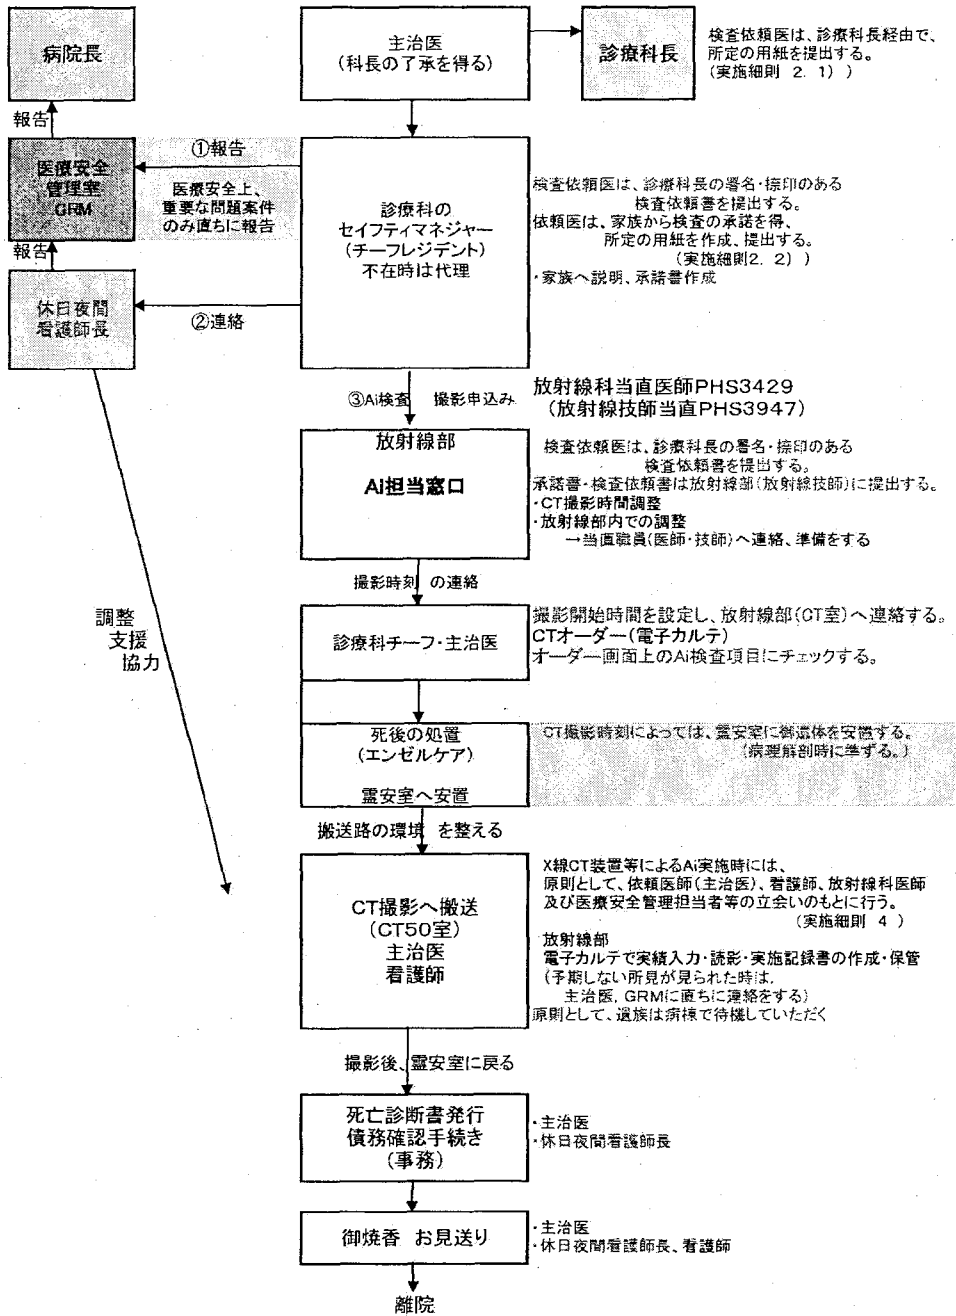 病院長
主治医
(科長の了承を得る)
診療科長
検査依頼医は、診療科長経由で、
所定の用紙を提出する。
(実施細則 2. 1) )
報告
医療安全
管理室
GRM
①報告
医療安全上、
重要な問題案件
のみ直ちに報告
診療科の
セイフティマネジャー
(チーフレジデント)
不在時は代理
検査依頼医は、診療科長の署名・捺印のある
検査依頼書を提出する。
依頼医は、家族から検査の承諾を得、
所定の用紙を作成、提出する。
(実施細則2. 2) )
・家族へ説明、承諾書作成
報告
休日夜間
看護師長
②連絡
③Ai検査 撮影申込み
放射線科当直医師PHS3429
(放射線技師当直PHS3947)
放射線部
Ai担当窓口
検査依頼医は、診療科長の署名・捺印のある
検査依頼書を提出する。
承諾書・検査依頼書は放射線部(放射線技師)に提出する。
・CT撮影時間調整
・放射線部内での調整
→当直職員(医師・技師)へ連絡、準備をする
撮影時刻 の連絡
調整
支援
協力
診療科チーフ・主治医
撮影開始時間を設定し、放射線部(CT室)へ連絡する。
CTオーダー(電子カルテ)
オーダー画面上のAi検査項目にチェックする。
死後の処置
(エンゼルケア)
霊安室へ安置
CT撮影時刻によっては、霊安室に御遺体を安置する。
(病理解剖時に準ずる。)
搬送路の環境 を整える
CT撮影へ搬送
(CT50室)
主治医
看護師
X線CT装置等によるAi実施時には、
原則として、依頼医師(主治医)、看護師、放射線科医師
及び医療安全管理担当者等の立会いのもとに行う。
(実施細則 4 )
放射線部
電子カルテで実績入力・読影・実施記録書の作成・保管
(予期しない所見が見られた時は、
主治医、GRMに直ちに連絡をする)
原則として、遺族は病棟で待機していただく
撮影後、霊安室に戻る
死亡診断書発行
債務確認手続き
(事務)
・主治医
・休日夜間看護師長
御焼香 お見送り
・主治医
・休日夜間看護師長、看護師
離院